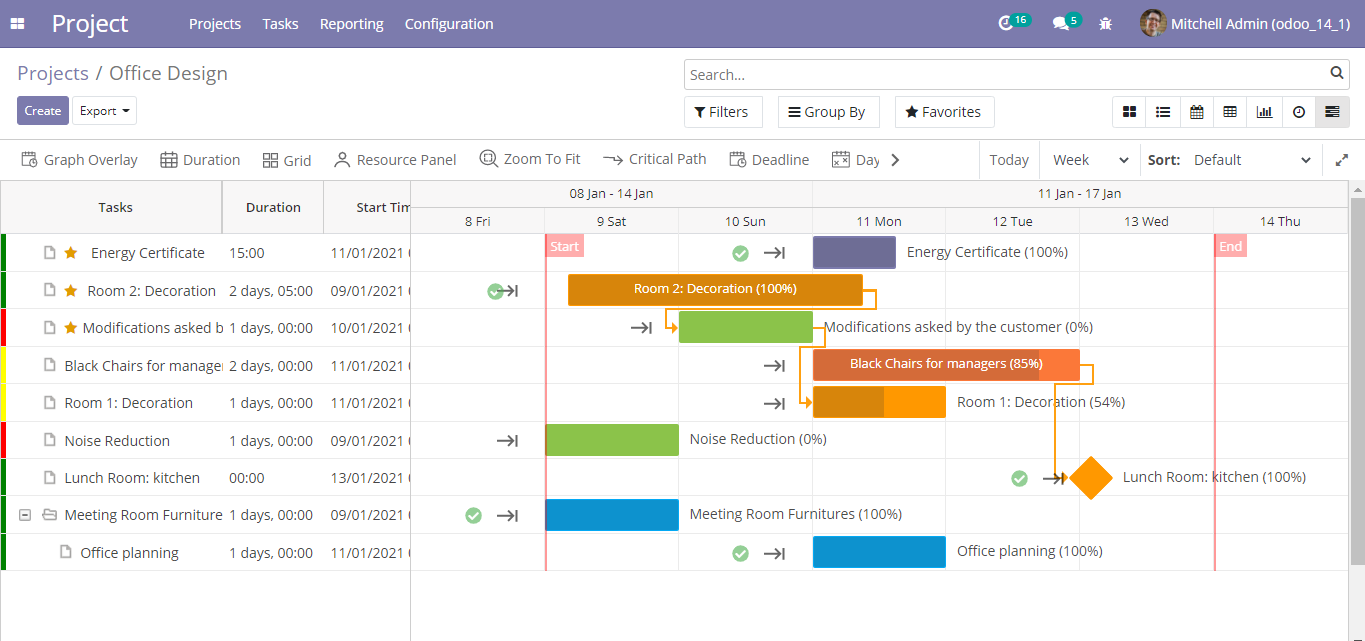 Project Projects Tasks Reporting Configuration 16 5 Mitchell Admin (odoo_14_1)
Projects / Office Design
Search...
Create Export Filters Group By Favorites
Graph Overlay Duration Grid Resource Panel Zoom To Fit Critical Path Deadline Day Today Week Sort: Default
Tasks Duration Start Tim
08 Jan - 14 Jan 11 Jan - 17 Jan
8 Fri 9 Sat 10 Sun 11 Mon 12 Tue 13 Wed 14 Thu
Start End
Energy Certificate 15:00 11/01/2021 Energy Certificate (100%)
Room 2: Decoration 2 days, 05:00 09/01/2021 Room 2: Decoration (100%)
Modifications asked b 1 days, 00:00 10/01/2021 Modifications asked by the customer (0%)
Black Chairs for manager 2 days, 00:00 11/01/2021 Black Chairs for managers (85%)
Room 1: Decoration 1 days, 00:00 11/01/2021 Room 1: Decoration (54%)
Noise Reduction 1 days, 00:00 09/01/2021 Noise Reduction (0%)
Lunch Room: kitchen 00:00 13/01/2021 Lunch Room: kitchen (100%)
Meeting Room Furniture 1 days, 00:00 09/01/2021 Meeting Room Furnitures (100%)
Office planning 1 days, 00:00 11/01/2021 Office planning (100%)